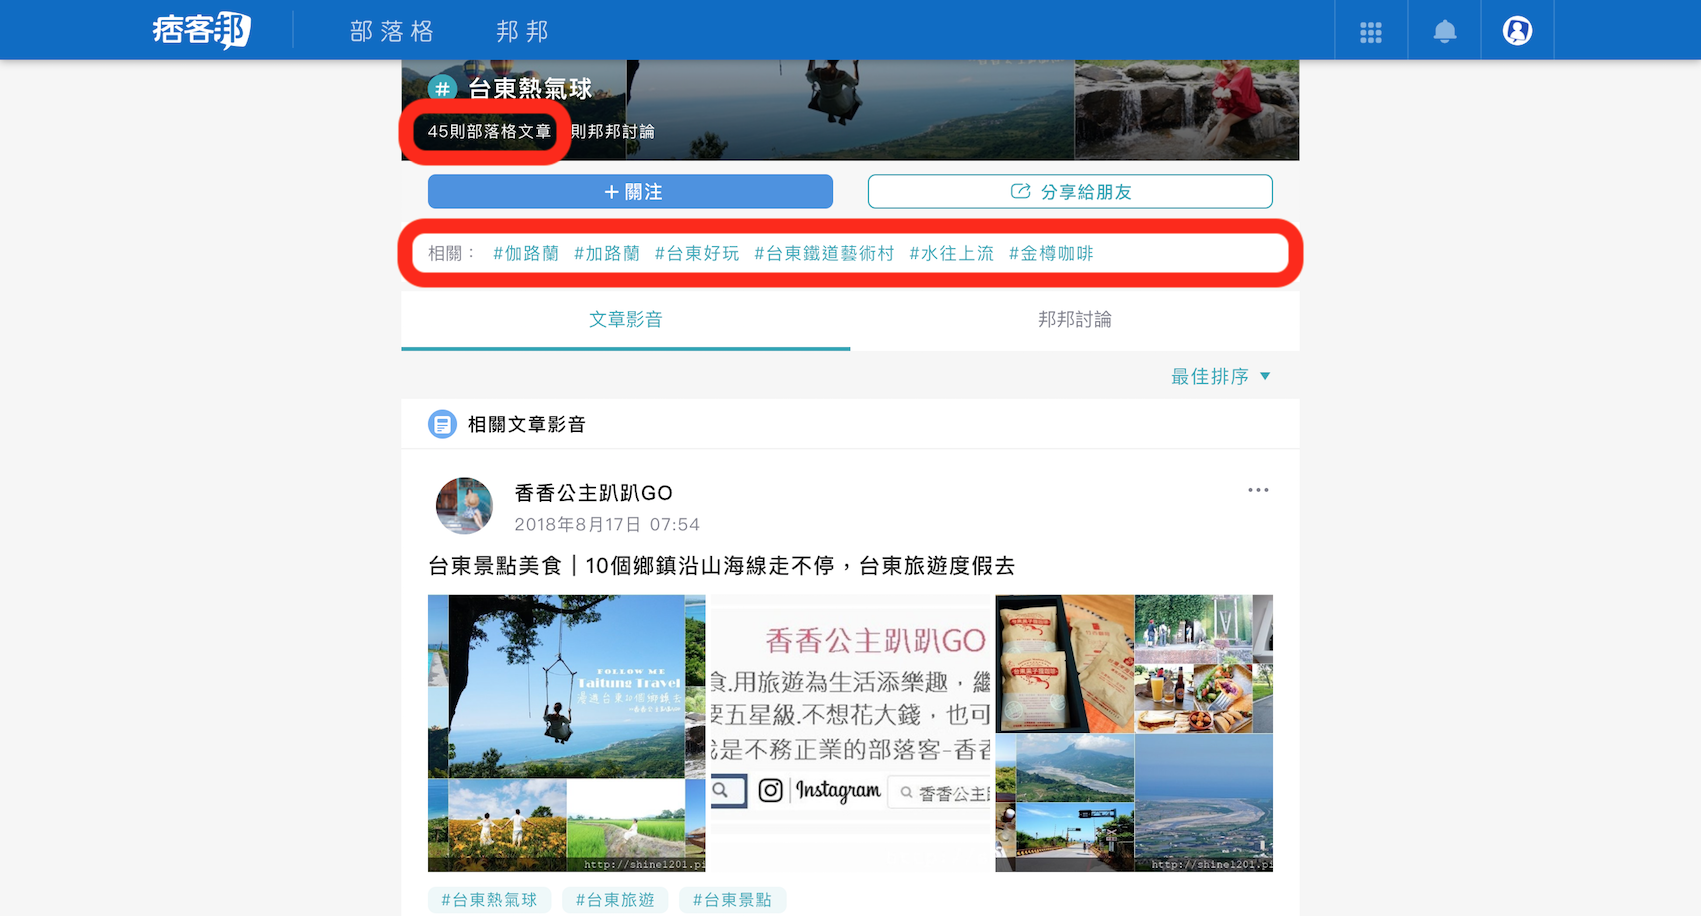 痞客邦 部落格 邦邦
# 台東熱氣球
45則部落格文章 則邦邦討論
+ 關注 分享給朋友
相關： #伽路蘭 #加路蘭 #台東好玩 #台東鐵道藝術村 #水往上流 #金樽咖啡
文章影音 邦邦討論
最佳排序 ▼
相關文章影音
香香公主趴趴GO
2018年8月17日 07:54
台東景點美食｜10個鄉鎮沿山海線走不停，台東旅遊度假去
FOLLOW ME
Taitung Travel
漫遊台東10個鄉鎮去
http://shine1201.pi
香香公主趴趴GO
食.用旅遊為生活添樂趣，繼
要五星級.不想花大錢，也可
我是不務正業的部落客-香香
Instagram 香香公主
http://shine1201.pi
#台東熱氣球 #台東旅遊 #台東景點